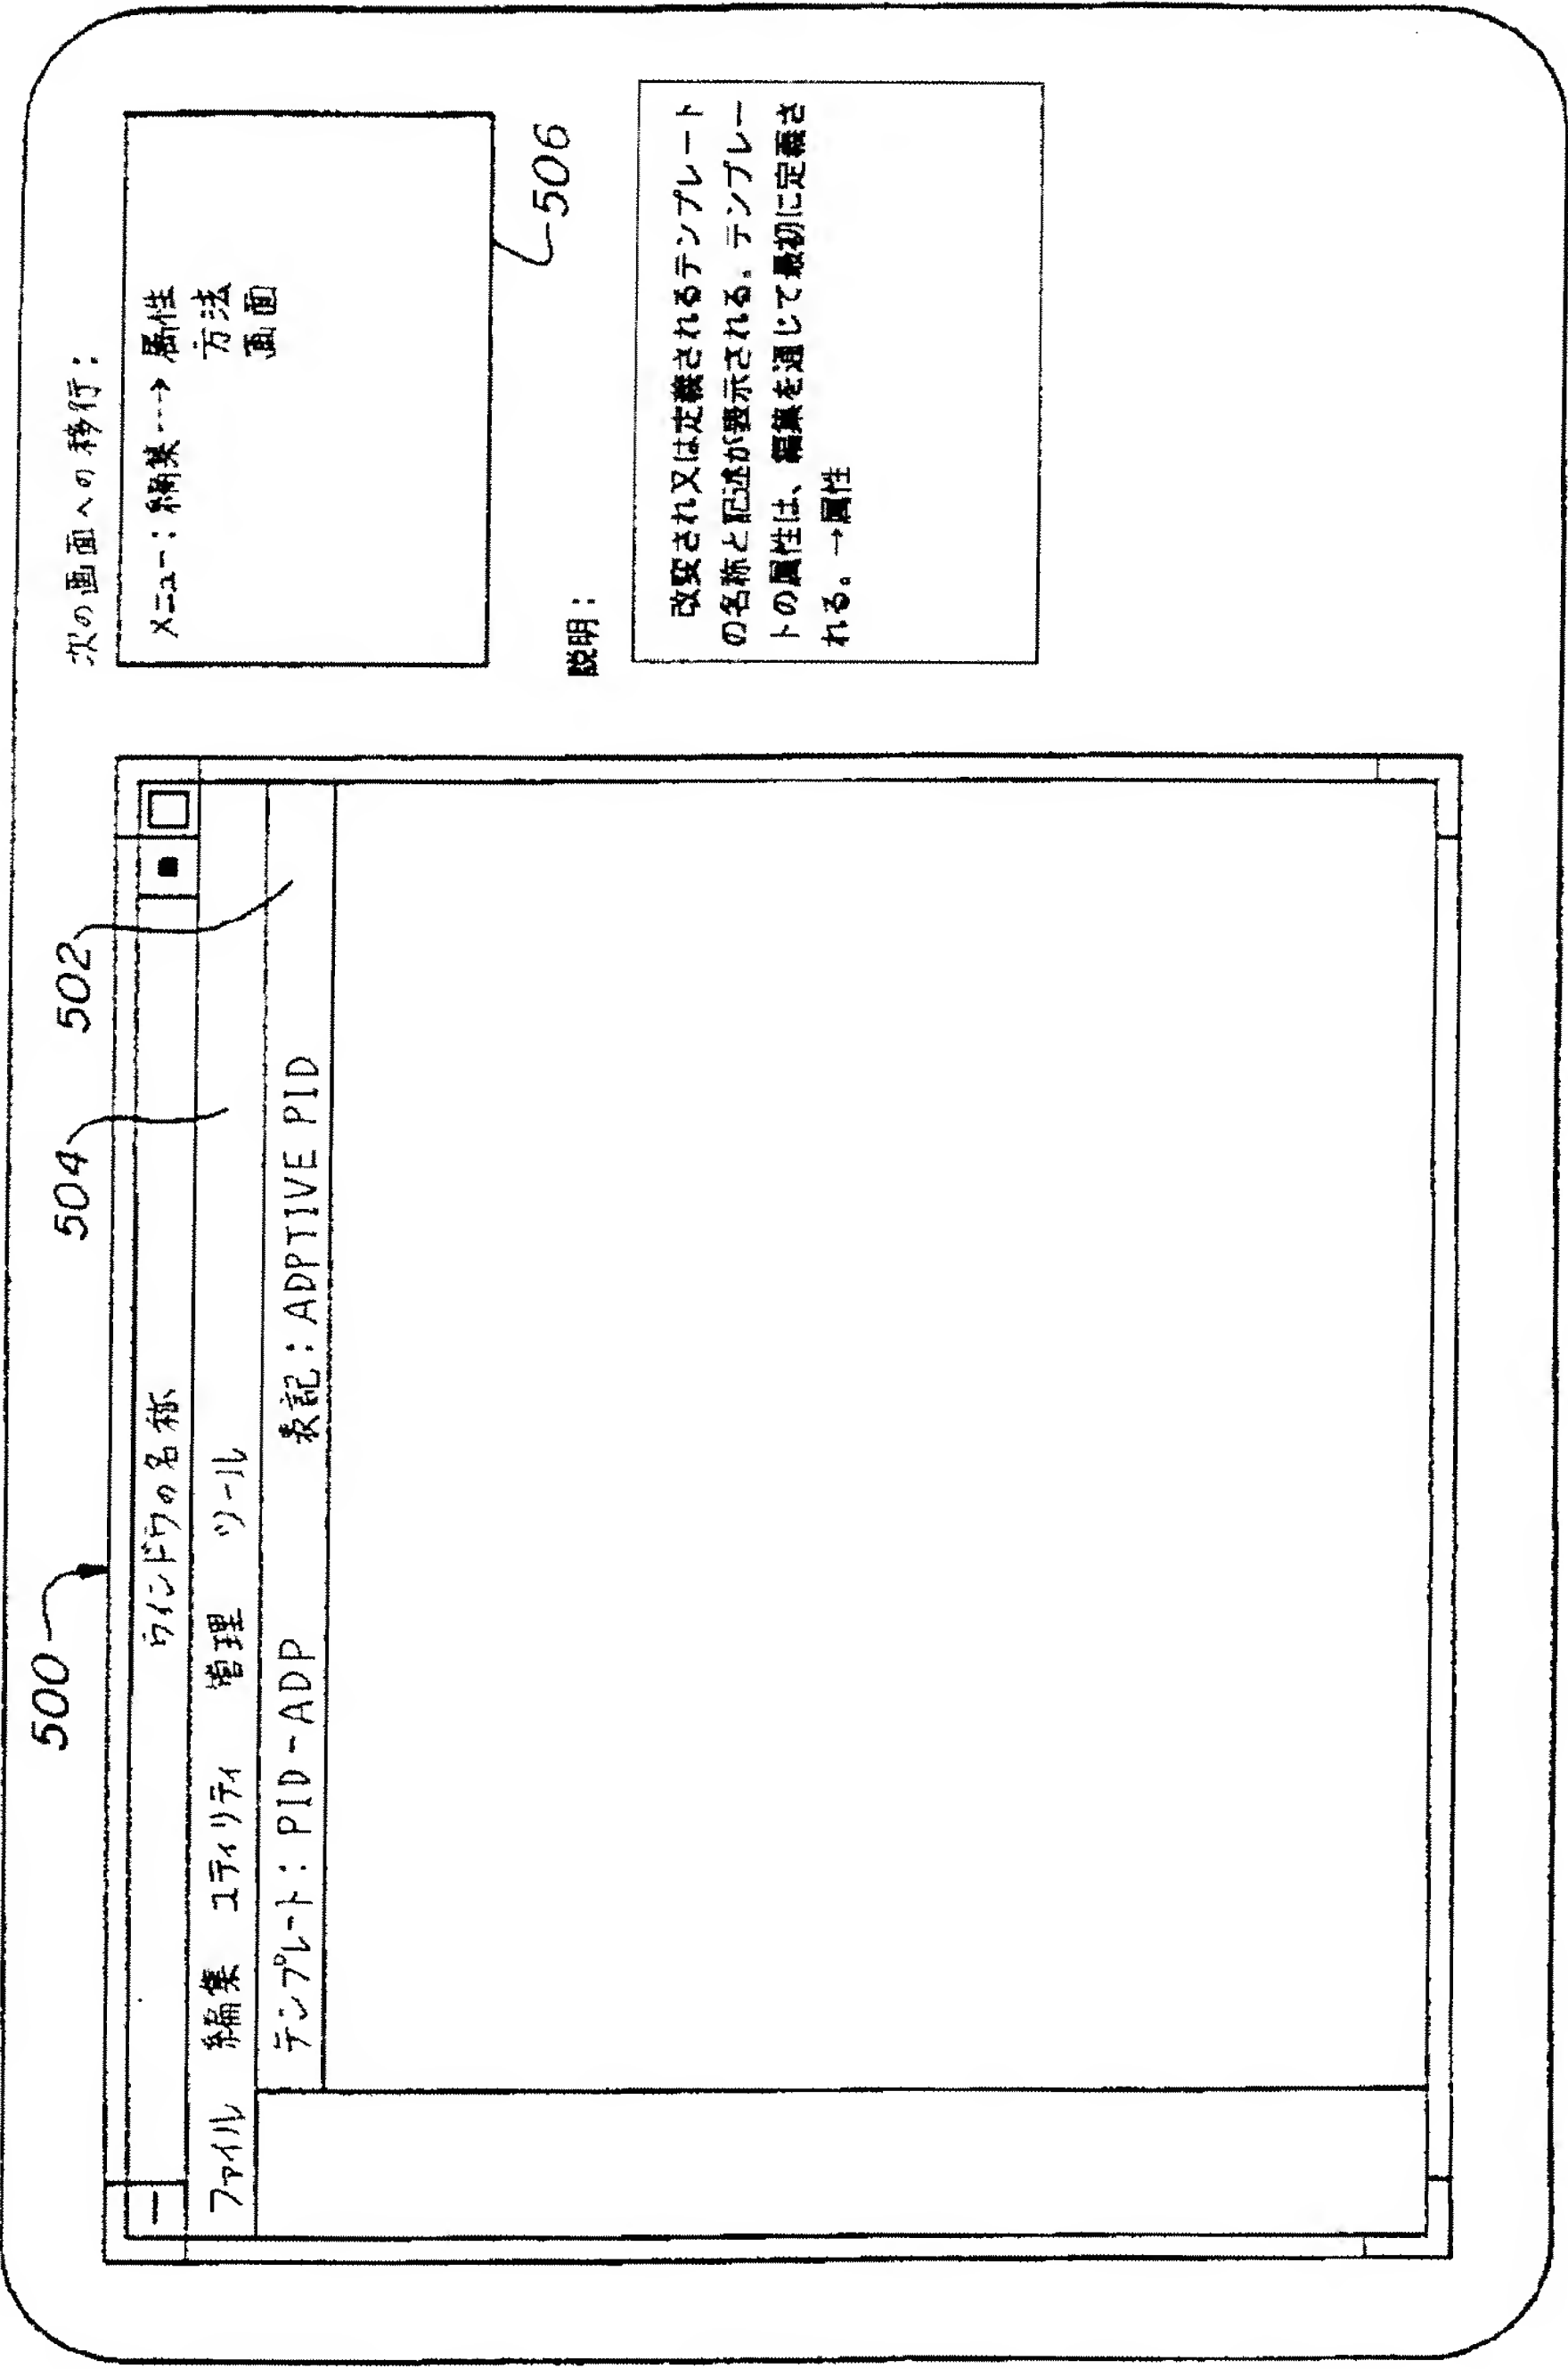 500
504
502
ウインドウの名称
ファイル 編集 ユティリティ 管理 ツール
テンプレート：PID-ADP 表記：ADPTIVE PID
次の画面への移行：
メニュー：編集---→属性
方法
画面
506
説明：
改変され又は定義されるテンプレート
の名称と記述が表示される。テンプレー
トの属性は、編集を通じて最初に定義さ
れる。→属性